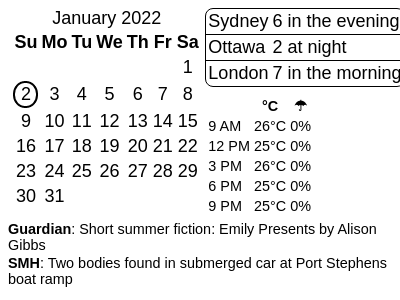 January 2022
Su Mo Tu We Th Fr Sa
1
2 3 4 5 6 7 8
9 10 11 12 13 14 15
16 17 18 19 20 21 22
23 24 25 26 27 28 29
30 31
Sydney 6 in the evening
Ottawa 2 at night
London 7 in the morning
°C ☂
9 AM 26°C 0%
12 PM 25°C 0%
3 PM 26°C 0%
6 PM 25°C 0%
9 PM 25°C 0%
Guardian: Short summer fiction: Emily Presents by Alison
Gibbs
SMH: Two bodies found in submerged car at Port Stephens
boat ramp